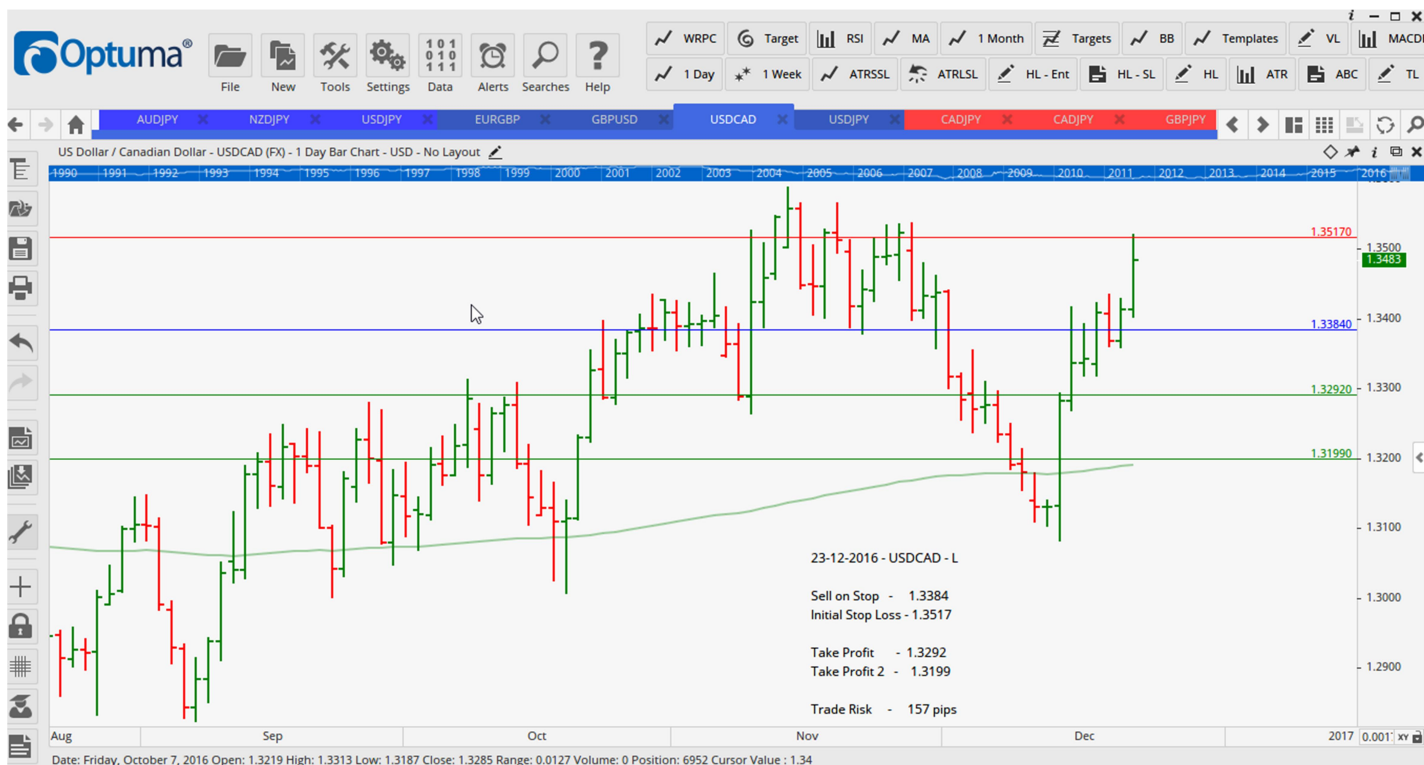 i
Optuma®
File
New
Tools
Settings
101
010
111
Data
Alerts
Searches
Help
WRPC
Target
RSI
MA
1 Month
Targets
BB
Templates
VL
MACDI
1 Day
1 Week
ATRSSL
ATRLSL
HL - Ent
HL - SL
HL
ATR
ABC
TL
AUDJPY
NZDJPY
USDJPY
EURGBP
GBPUSD
USDCAD
USDJPY
CADJPY
CADJPY
GBPJPY
US Dollar / Canadian Dollar - USDCAD (FX) - 1 Day Bar Chart - USD - No Layout
i
1990 1991 1992 1993 1994 1995 1996 1997 1998 1999 2000 2001 2002 2003 2004 2005 2006 2007 2008 2009 2010 2011 2012 2013 2014 2015 2016
1.35170
1.3500
1.3483
1.3400
1.33840
1.3300
1.32920
1.3200
1.31990
1.3100
1.3000
1.2900
23-12-2016 - USDCAD - L
Sell on Stop - 1.3384
Initial Stop Loss - 1.3517
Take Profit - 1.3292
Take Profit 2 - 1.3199
Trade Risk - 157 pips
Aug Sep Oct Nov Dec 2017
XY
Date: Friday, October 7, 2016 Open: 1.3219 High: 1.3313 Low: 1.3187 Close: 1.3285 Range: 0.0127 Volume: 0 Position: 6952 Cursor Value : 1.34